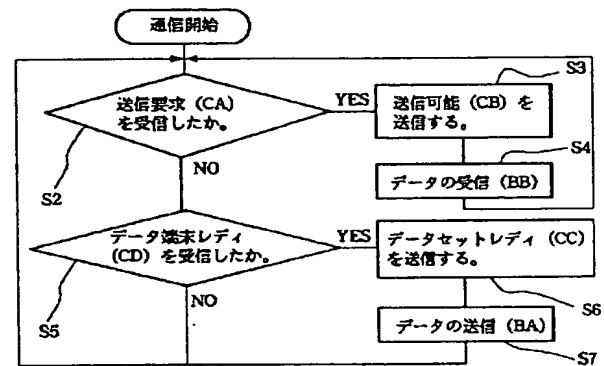 通信開始
S3
送信要求（CA）
を受信したか。
YES
送信可能（CB）を
送信する。
S4
NO
データの受信（BB）
S2
データ端末レディ
（CD）を受信したか。
YES
データセットレディ（CC）
を送信する。
S6
S5
NO
データの送信（BA）
S7